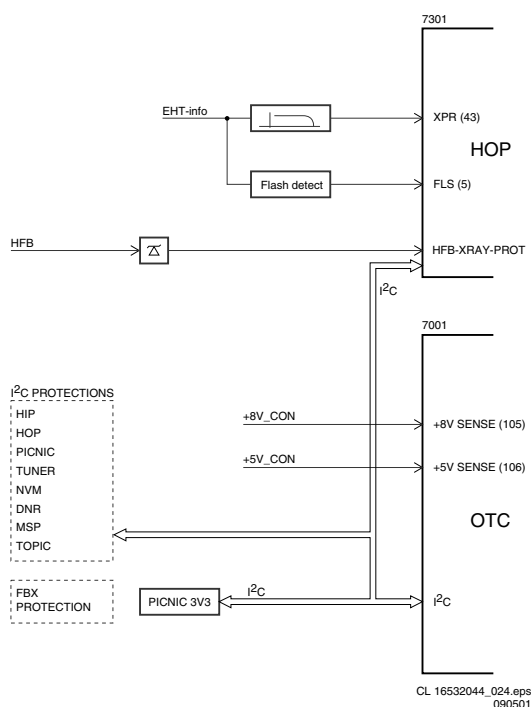 7301
EHT-info
XPR (43)
HOP
Flash detect
FLS (5)
HFB
HFB-XRAY-PROT
I²C
7001
I²C PROTECTIONS
HIP
HOP
PICNIC
TUNER
NVM
DNR
MSP
TOPIC
+8V_CON
+8V SENSE (105)
+5V_CON
+5V SENSE (106)
OTC
FBX
PROTECTION
PICNIC 3V3
I²C
I²C
CL 16532044_024.eps
090501